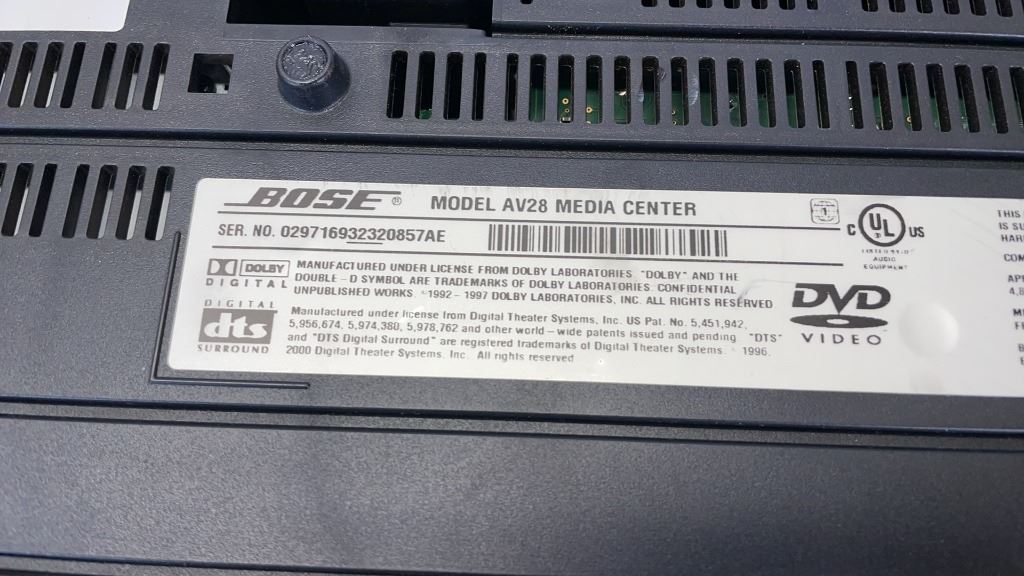 BOSE ®
MODEL AV28 MEDIA CENTER
SER. NO. 029716932320857AE
1
C UL US
LISTED
AUDIO
EQUIPMENT
DOLBY
DIGITAL
MANUFACTURED UNDER LICENSE FROM DOLBY LABORATORIES. "DOLBY" AND THE
DOUBLE - D SYMBOL ARE TRADEMARKS OF DOLBY LABORATORIES. CONFIDENTIAL
UNPUBLISHED WORKS. ©1992 - 1997 DOLBY LABORATORIES, INC. ALL RIGHTS RESERVED
DIGITAL
dts
SURROUND
Manufactured under license from Digital Theater Systems, Inc. US Pat. No. 5,451,942,
5,956,674, 5,974,380, 5,978,762 and other world - wide patents issued and pending. "DTS"
and "DTS Digital Surround" are registered trademarks of Digital Theater Systems. © 1996,
2000 Digital Theater Systems, Inc. All rights reserved
DVD
VIDEO
THIS
IS SU
HAR
COM
APP
4,8